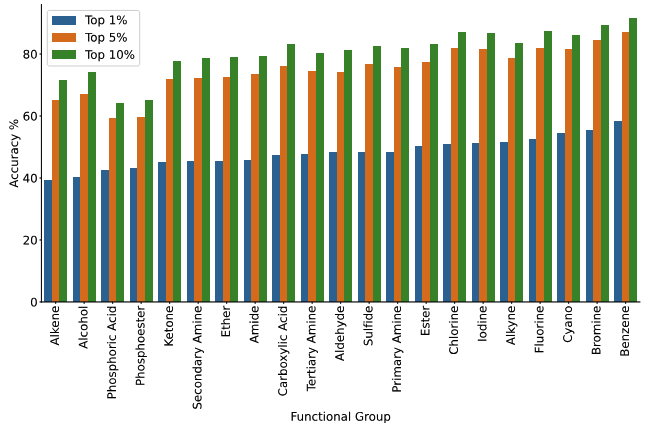 Top 1%
Top 5%
Top 10%
Accuracy %
80
60
40
20
0
Alkene
Alcohol
Phosphoric Acid
Phosphoester
Ketone
Secondary Amine
Ether
Amide
Carboxylic Acid
Tertiary Amine
Aldehyde
Sulfide
Primary Amine
Ester
Chlorine
Iodine
Alkyne
Fluorine
Cyano
Bromine
Benzene
Functional Group